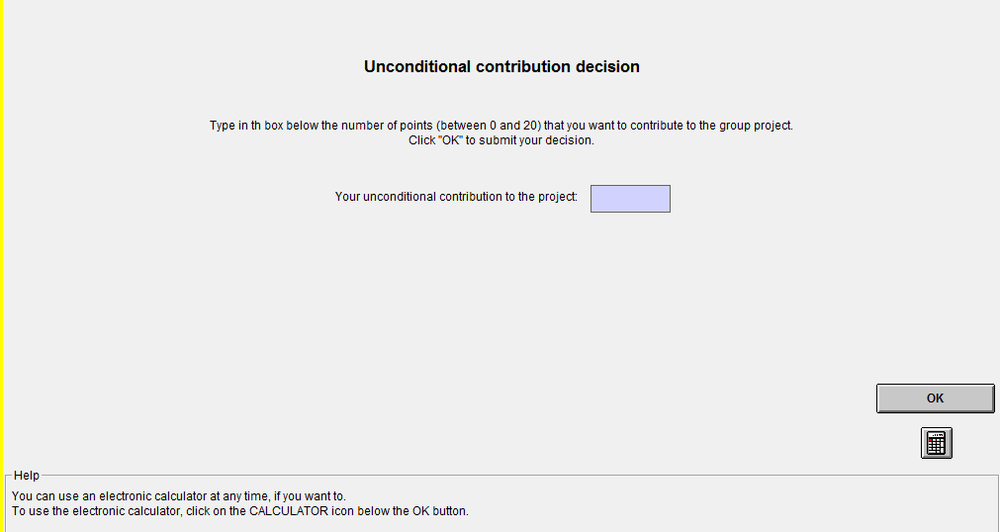 Unconditional contribution decision
Type in th box below the number of points (between 0 and 20) that you want to contribute to the group project.
Click "OK" to submit your decision.
Your unconditional contribution to the project:
OK
Help
You can use an electronic calculator at any time, if you want to.
To use the electronic calculator, click on the CALCULATOR icon below the OK button.